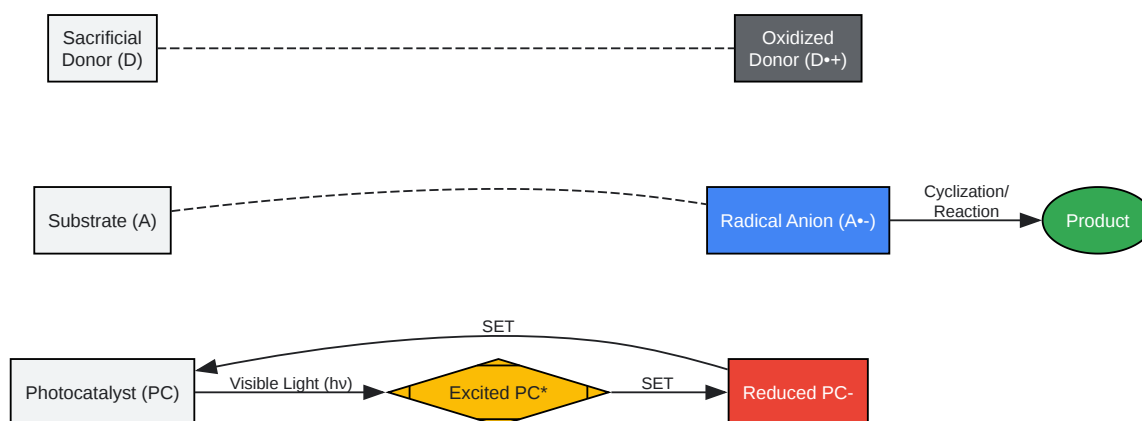 Sacrificial
Donor (D)
Oxidized
Donor (D•+)
Substrate (A)
Radical Anion (A•-)
Cyclization/
Reaction
Product
SET
Photocatalyst (PC)
Visible Light (hν)
Excited PC*
SET
Reduced PC-